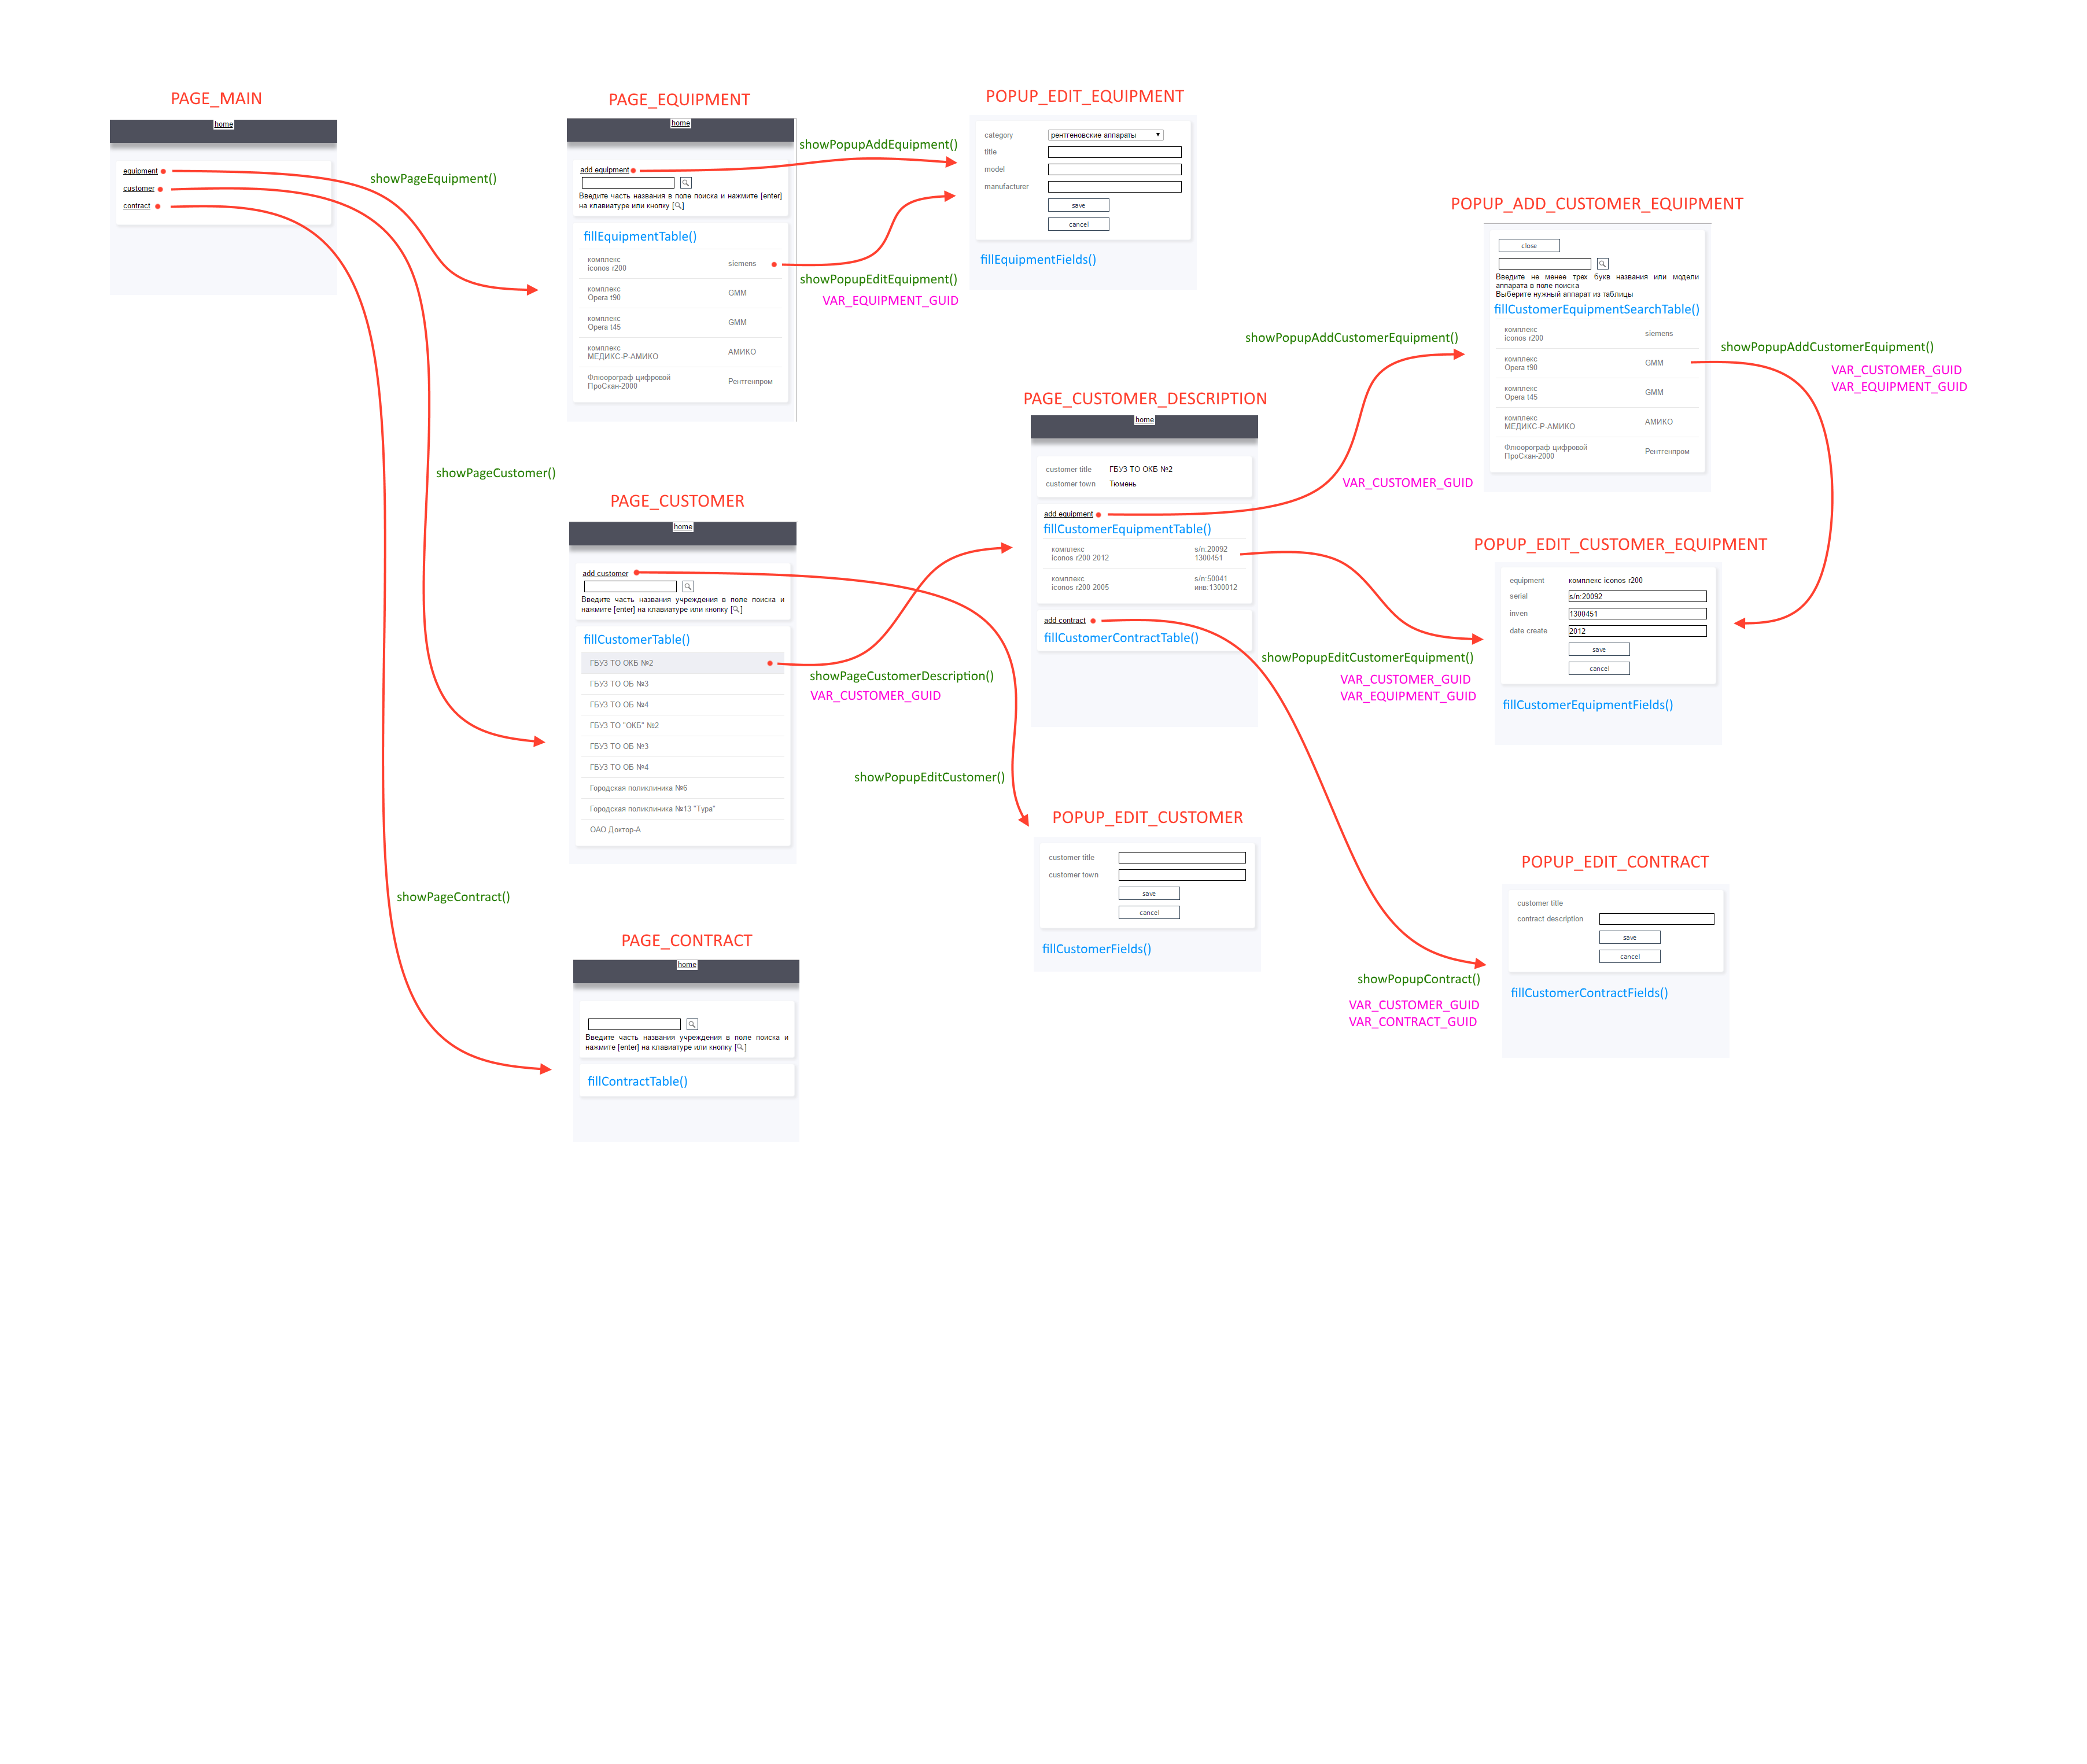 PAGE_MAIN
home
equipment
customer
contract
showPageEquipment()
showPageCustomer()
showPageContract()
PAGE_EQUIPMENT
home
add equipment
Введите часть названия в поле поиска и нажмите [enter]
на клавиатуре или кнопку [ ]
fillEquipmentTable()
комплекс
iconos r200
siemens
комплекс
Opera t90
GMM
комплекс
Opera t45
GMM
комплекс
МЕДИКС-Р-АМИКО
АМИКО
Флюорограф цифровой
ПроСкан-2000
Рентгенпром
showPopupAddEquipment()
showPopupEditEquipment()
VAR_EQUIPMENT_GUID
POPUP_EDIT_EQUIPMENT
category
рентгеновские аппараты
title
model
manufacturer
save
cancel
fillEquipmentFields()
PAGE_CUSTOMER
home
add customer
Введите часть названия учреждения в поле поиска и
нажмите [enter] на клавиатуре или кнопку [ ]
fillCustomerTable()
ГБУЗ ТО ОКБ №2
ГБУЗ ТО ОБ №3
ГБУЗ ТО ОБ №4
ГБУЗ ТО "ОКБ" №2
ГБУЗ ТО ОБ №3
ГБУЗ ТО ОБ №4
Городская поликлиника №6
Городская поликлиника №13 "Тура"
ОАО Доктор-А
showPageCustomerDescription()
VAR_CUSTOMER_GUID
showPopupEditCustomer()
PAGE_CONTRACT
home
Введите часть названия учреждения в поле поиска и
нажмите [enter] на клавиатуре или кнопку [ ]
fillContractTable()
PAGE_CUSTOMER_DESCRIPTION
home
customer title
ГБУЗ ТО ОКБ №2
customer town
Тюмень
add equipment
fillCustomerEquipmentTable()
комплекс
iconos r200 2012
s/n:20092
1300451
комплекс
iconos r200 2005
s/n:50041
инв:1300012
add contract
fillCustomerContractTable()
POPUP_EDIT_CUSTOMER
customer title
customer town
save
cancel
fillCustomerFields()
showPopupAddCustomerEquipment()
VAR_CUSTOMER_GUID
showPopupEditCustomerEquipment()
VAR_CUSTOMER_GUID
VAR_EQUIPMENT_GUID
showPopupContract()
VAR_CUSTOMER_GUID
VAR_CONTRACT_GUID
POPUP_ADD_CUSTOMER_EQUIPMENT
close
Введите не менее трех букв названия или модели
аппарата в поле поиска
Выберите нужный аппарат из таблицы
fillCustomerEquipmentSearchTable()
комплекс
iconos r200
siemens
комплекс
Opera t90
GMM
комплекс
Opera t45
GMM
комплекс
МЕДИКС-Р-АМИКО
АМИКО
Флюорограф цифровой
ПроСкан-2000
Рентгенпром
showPopupAddCustomerEquipment()
VAR_CUSTOMER_GUID
VAR_EQUIPMENT_GUID
POPUP_EDIT_CUSTOMER_EQUIPMENT
equipment
комплекс iconos r200
serial
s/n:20092
inven
1300451
date create
2012
save
cancel
fillCustomerEquipmentFields()
POPUP_EDIT_CONTRACT
customer title
contract description
save
cancel
fillCustomerContractFields()